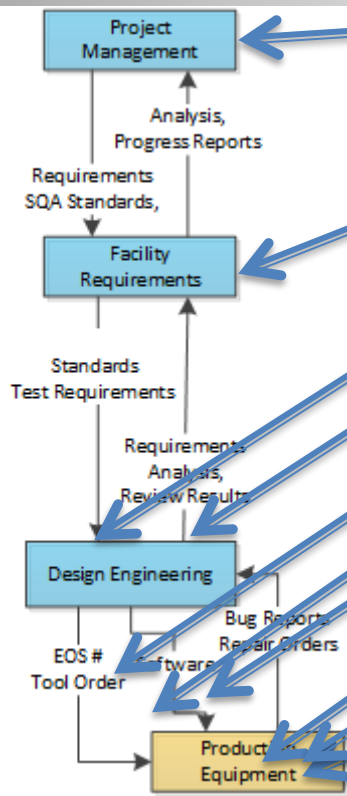 Project
Management
Analysis,
Progress Reports
Requirements
SQA Standards,
Facility
Requirements
Standards
Test Requirements
Requirements
Analysis,
Review Results
Design Engineering
Bug Reports
Repair Orders
EOS #
Tool Order
Software
Production
Equipment